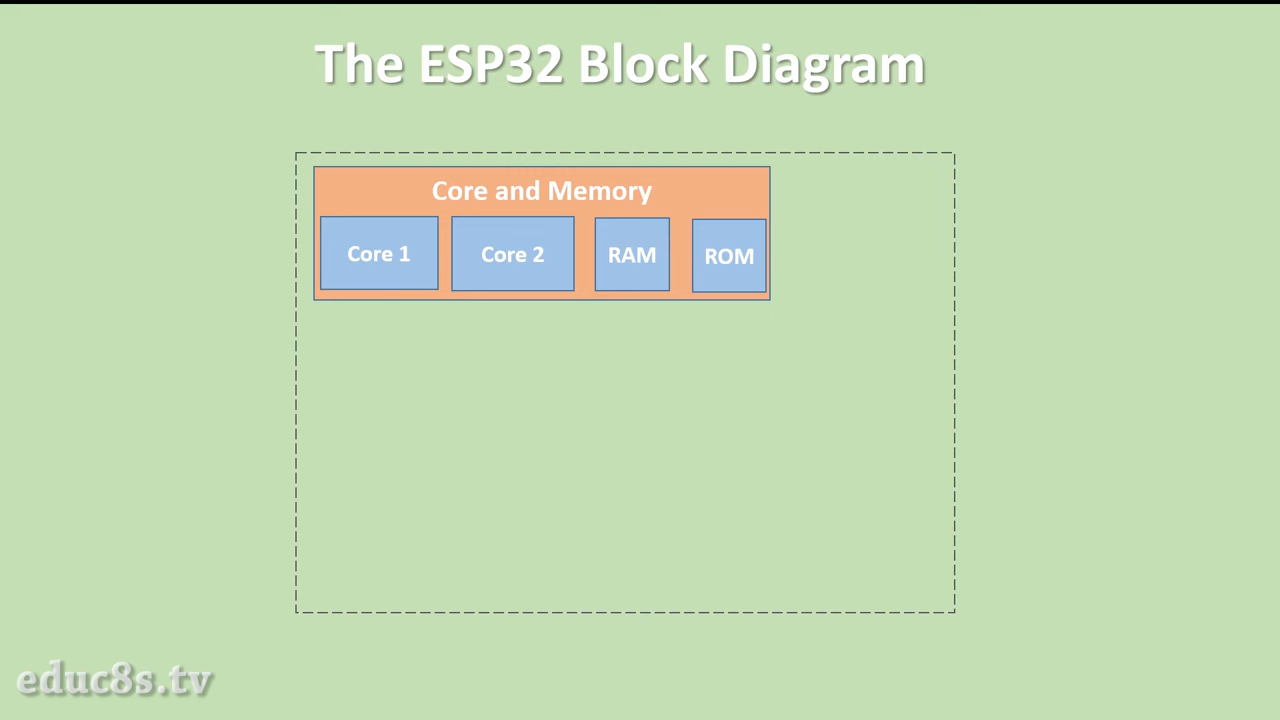 The ESP32 Block Diagram
Core and Memory
Core 1
Core 2
RAM
ROM
educ8s.tv